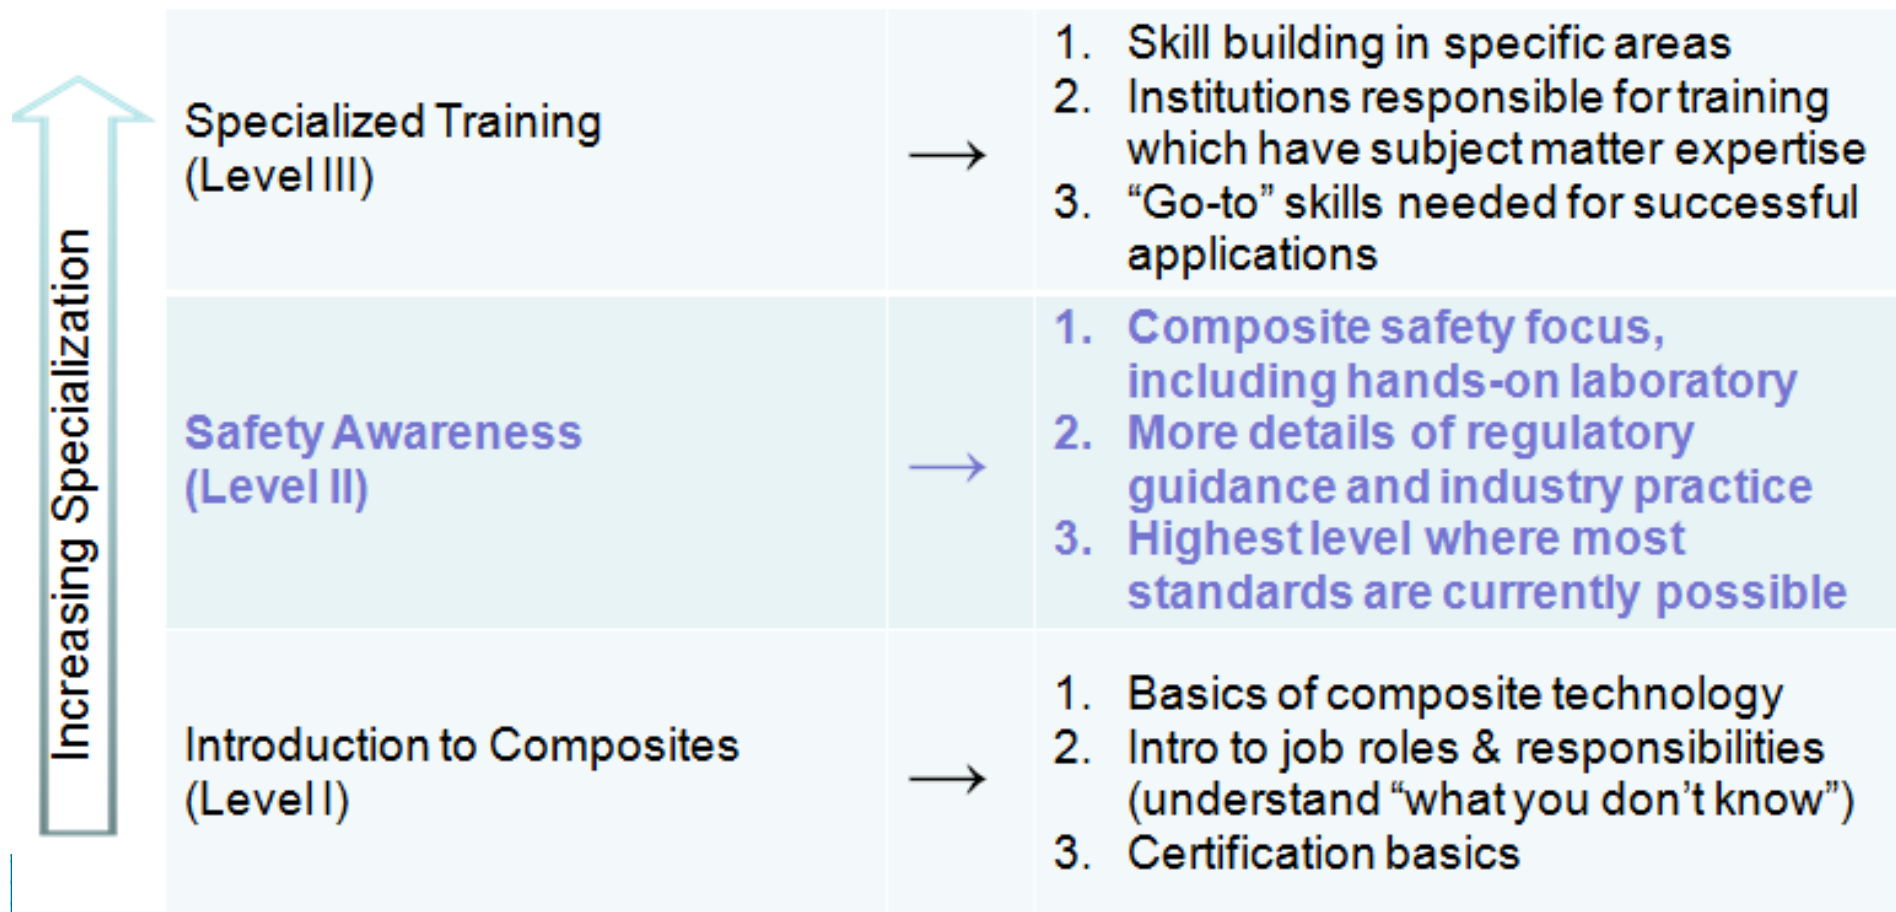 Increasing Specialization
Specialized Training
(Level III)
→
1. Skill building in specific areas
2. Institutions responsible for training
which have subject matter expertise
3. “Go-to” skills needed for successful
applications
Safety Awareness
(Level II)
→
1. Composite safety focus,
including hands-on laboratory
2. More details of regulatory
guidance and industry practice
3. Highest level where most
standards are currently possible
Introduction to Composites
(Level I)
→
1. Basics of composite technology
2. Intro to job roles & responsibilities
(understand “what you don’t know”)
3. Certification basics